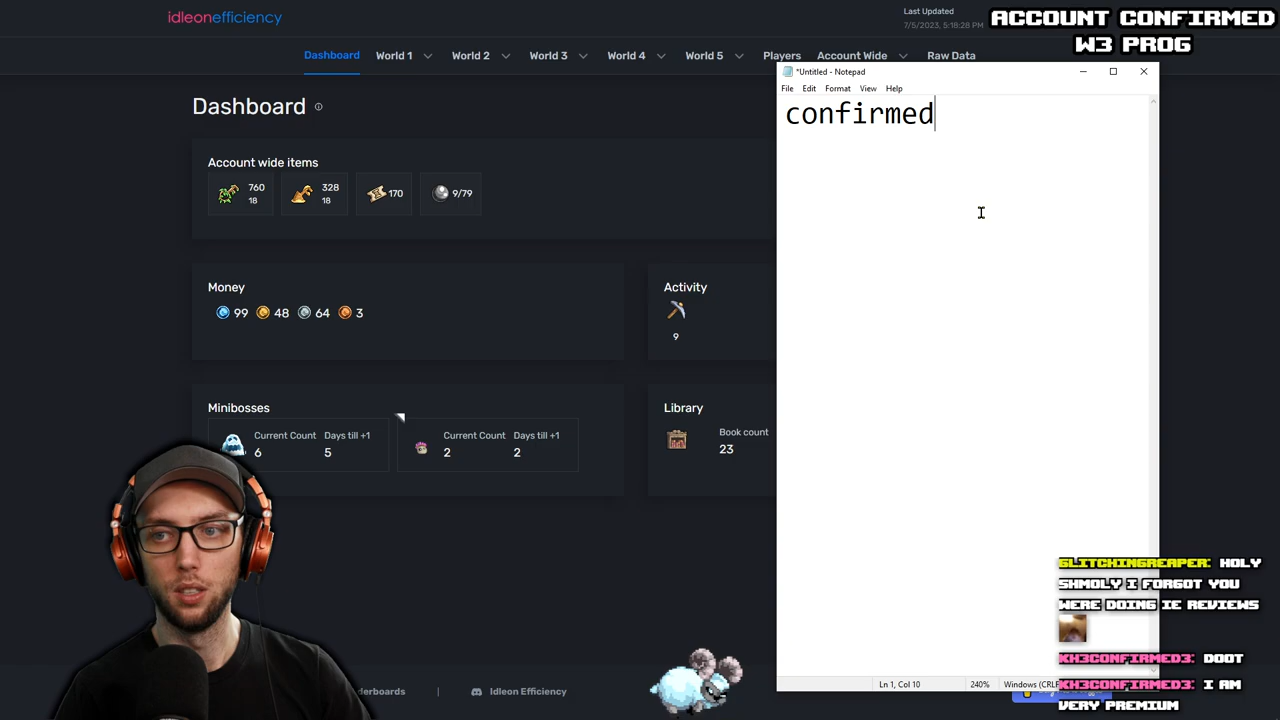 idleonefficiency
Last Updated
7/5/2023, 5:18:28 PM
ACCOUNT CONFIRMED
W3 PROG
Dashboard World 1 World 2 World 3 World 4 World 5 Players Account Wide Raw Data
*Untitled - Notepad
File Edit Format View Help
confirmed
Dashboard
Account wide items
760
18
328
18
170
9/79
Money
99 48 64 3
Activity
9
Minibosses
Current Count Days till +1
6 5
Current Count Days till +1
2 2
Library
Book count
23
GLITCHINGREAPER: HOLY
SHMOLY I FORGOT YOU
WERE DOING IE REVIEWS
KH3CONFIRMED3: DOOT
KH3CONFIRMED3: I AM
VERY PREMIUM
Ln 1, Col 10 240% Windows (CRLF
derboards | Idleon Efficiency